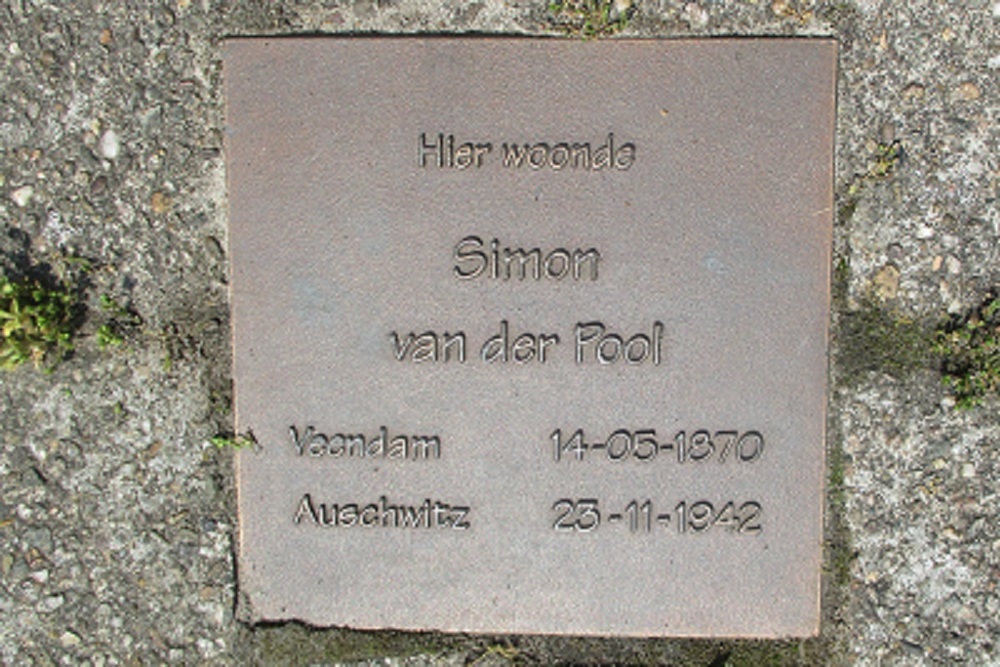 Hier woonde
Simon
van der Pool
Veendam 14-05-1870
Auschwitz 23-11-1942